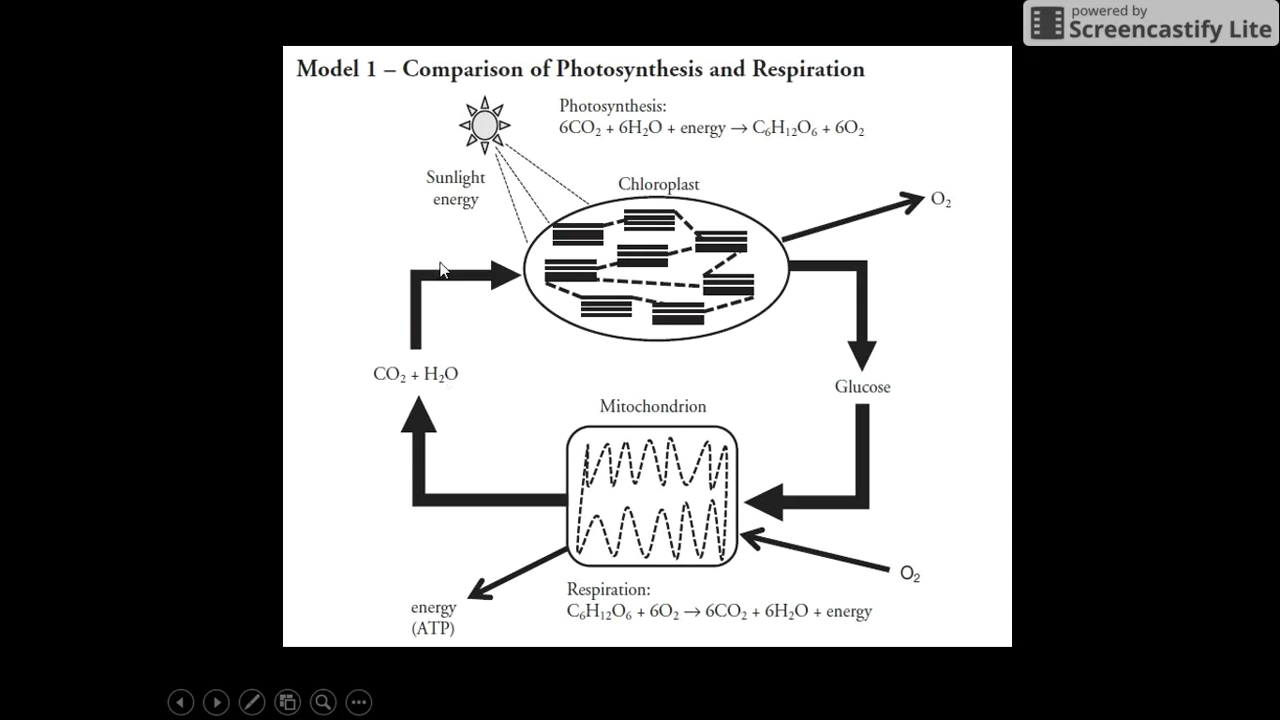 powered by
Screencastify Lite
Model 1 – Comparison of Photosynthesis and Respiration
Photosynthesis:
6CO₂ + 6H₂O + energy → C₆H₁₂O₆ + 6O₂
Sunlight
energy
Chloroplast
O₂
CO₂ + H₂O
Glucose
Mitochondrion
O₂
energy
(ATP)
Respiration:
C₆H₁₂O₆ + 6O₂ → 6CO₂ + 6H₂O + energy